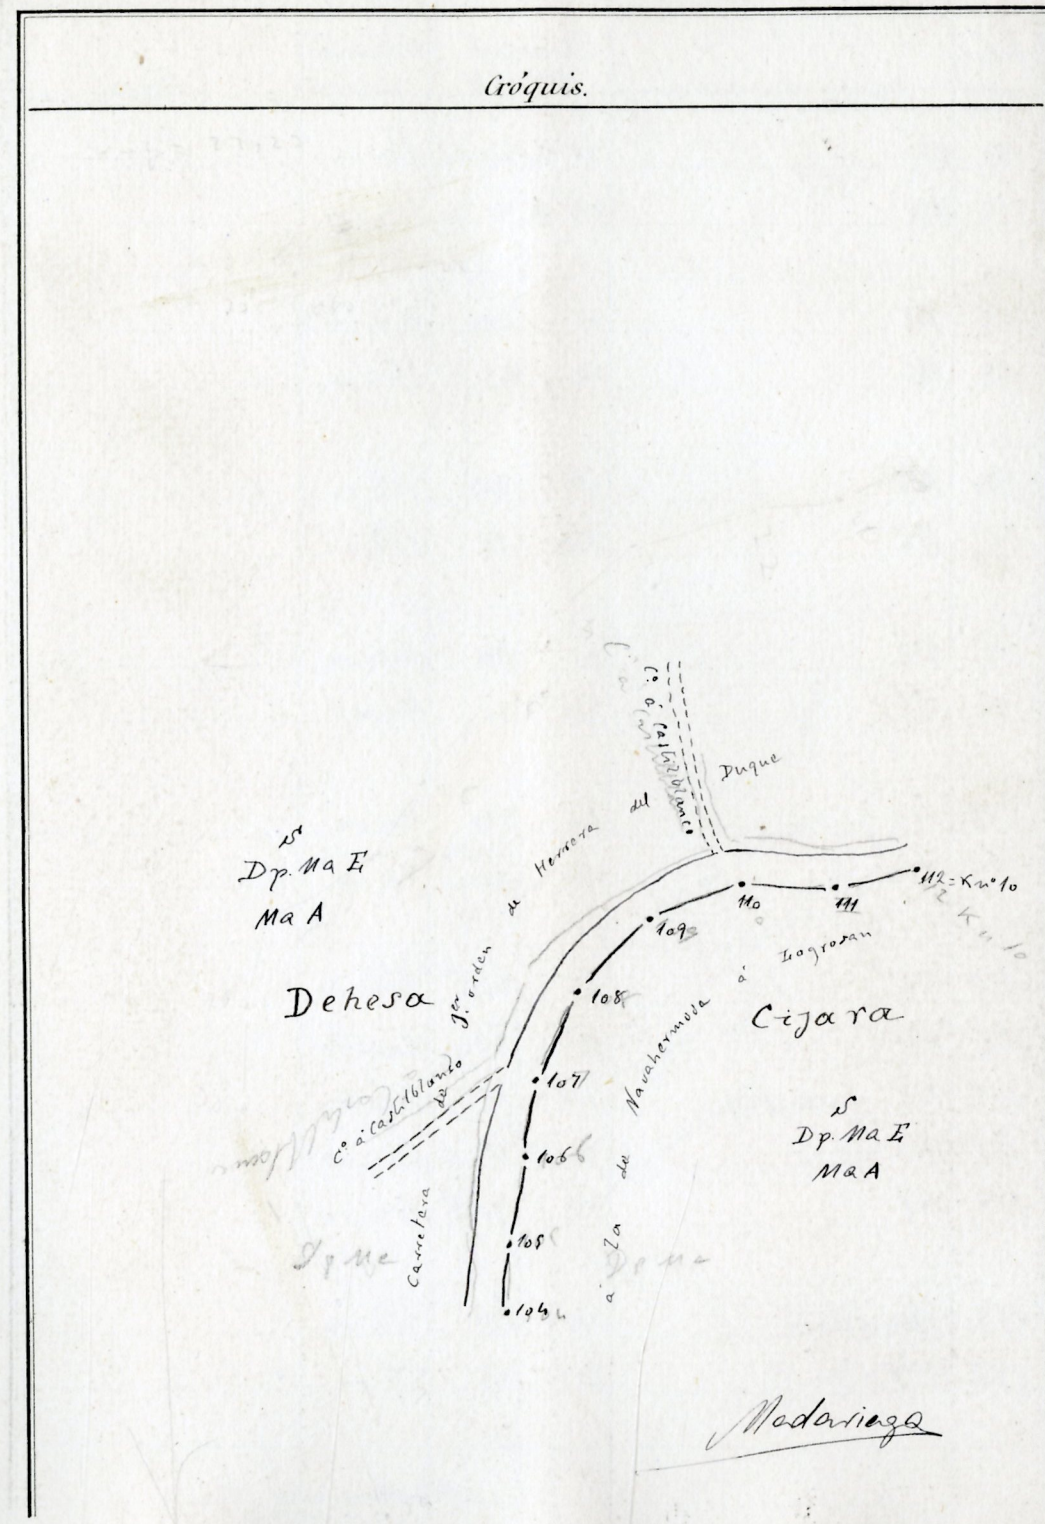 Cróquis.
Cº á Castilblanco
Carretera de 3er orden de Herrera del Duque
á la de Navahermosa á Logrosan
S
Dp. Ma E
Ma A
Dehesa
Cº á Castilblanco
112=K nº 10
110
111
109
108
Cijara
107
S
Dp. Ma E
Ma A
106
105
104
Madariaga